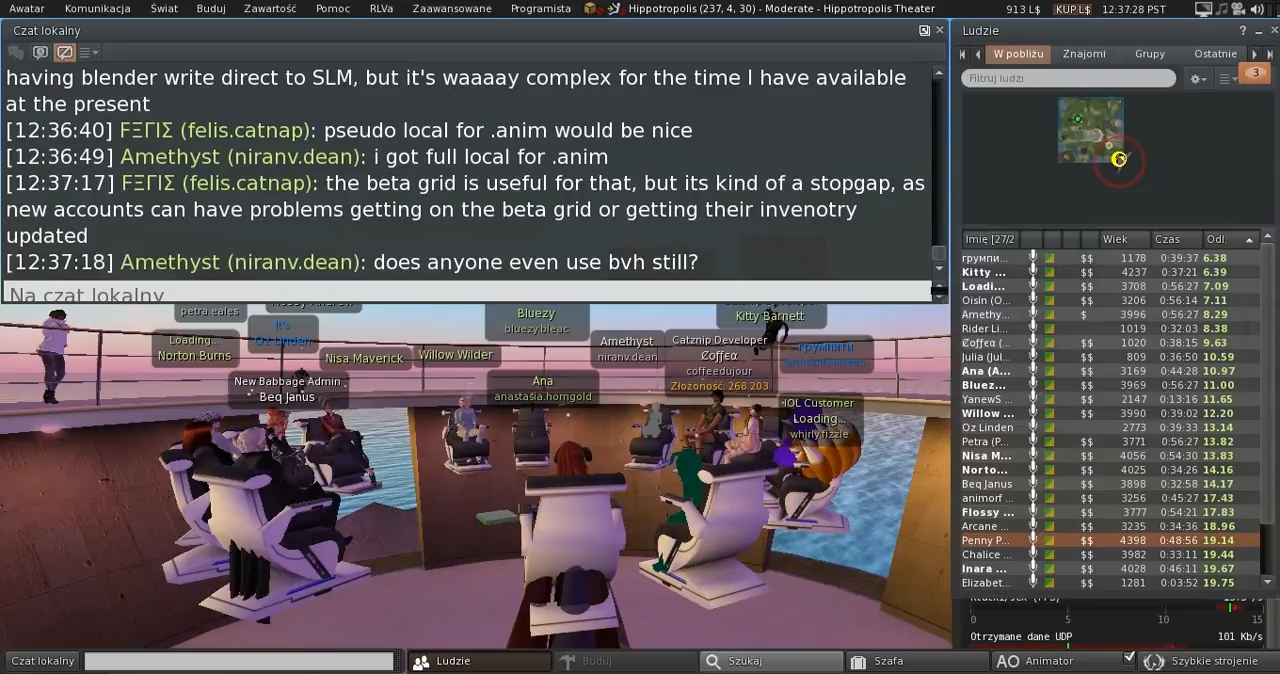 Awatar Komunikacja Świat Buduj Zawartość Pomoc RLVa Zaawansowane Programista Hippotropolis (237, 4, 30) - Moderate - Hippotropolis Theater 913 L$ KUP L$ 12:37:28 PST
Czat lokalny
having blender write direct to SLM, but it's waaaay complex for the time I have available
at the present
[12:36:40] FΞΓIΣ (felis.catnap): pseudo local for .anim would be nice
[12:36:49] Amethyst (niranv.dean): i got full local for .anim
[12:37:17] FΞΓIΣ (felis.catnap): the beta grid is useful for that, but its kind of a stopgap, as
new accounts can have problems getting on the beta grid or getting their invenotry
updated
[12:37:18] Amethyst (niranv.dean): does anyone even use bvh still?
Na czat lokalny
Ludzie
W pobliżu Znajomi Grupy Ostatnie
Filtruj ludzi
3
Imię [27/2 Wiek Czas Odl.
групми... $$ 1178 0:39:37 6.38
Kitty ... $$ 4237 0:37:21 6.39
Loadi... $$ 3708 0:56:27 7.09
Oisín (O... $$ 3206 0:56:14 7.11
Amethy... $ 3996 0:56:27 8.29
Rider Li... 1019 0:32:03 8.38
Ȼoffєα (... $$ 1020 0:38:15 9.63
Julia (Jul... $$ 809 0:36:50 10.59
Ana (A... $$ 3169 0:44:28 10.97
Bluez... $$ 3969 0:56:27 11.00
YanewS ... $$ 2147 0:13:16 11.65
Willow ... $$ 3990 0:39:02 12.20
Oz Linden 2773 0:39:33 13.14
Petra (P... $$ 3771 0:56:27 13.82
Nisa M... $$ 4056 0:54:30 13.83
Norto... $$ 4025 0:34:26 14.16
Beq Janus $$ 3898 0:32:58 14.17
animorf ... $$ 3256 0:45:27 17.43
Flossy ... $$ 3777 0:54:21 17.83
Arcane ... $$ 3235 0:34:36 18.96
Penny P... $$ 4398 0:48:56 19.14
Chalice ... $$ 3982 0:33:11 19.44
Inara ... $$ 4028 0:46:11 19.67
Elizabet... $$ 1281 0:03:52 19.75
0 5 10 15
Otrzymane dane UDP 101 Kb/s
petra.eales
Bluezy
bluezy.bleac
Kitty Barnett
It's
Oz Linden
Loading...
Norton Burns
Nisa Maverick
Willow Wilder
Amethyst
niranv.dean
Catznip Developer
Ȼoffєα
coffeedujour
Złożoność: 268 203
New Babbage Admin
Beq Janus
Ana
anastasia.horngold
IOL Customer
Loading...
whirly.fizzle
Czat lokalny Ludzie Buduj Szukaj Szafa AO Animator Szybkie strojenie